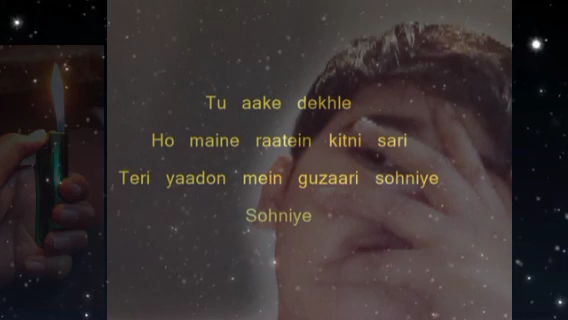 Tu aake dekhle
Ho maine raatein kitni sari
Teri yaadon mein guzaari sohniye
Sohniye